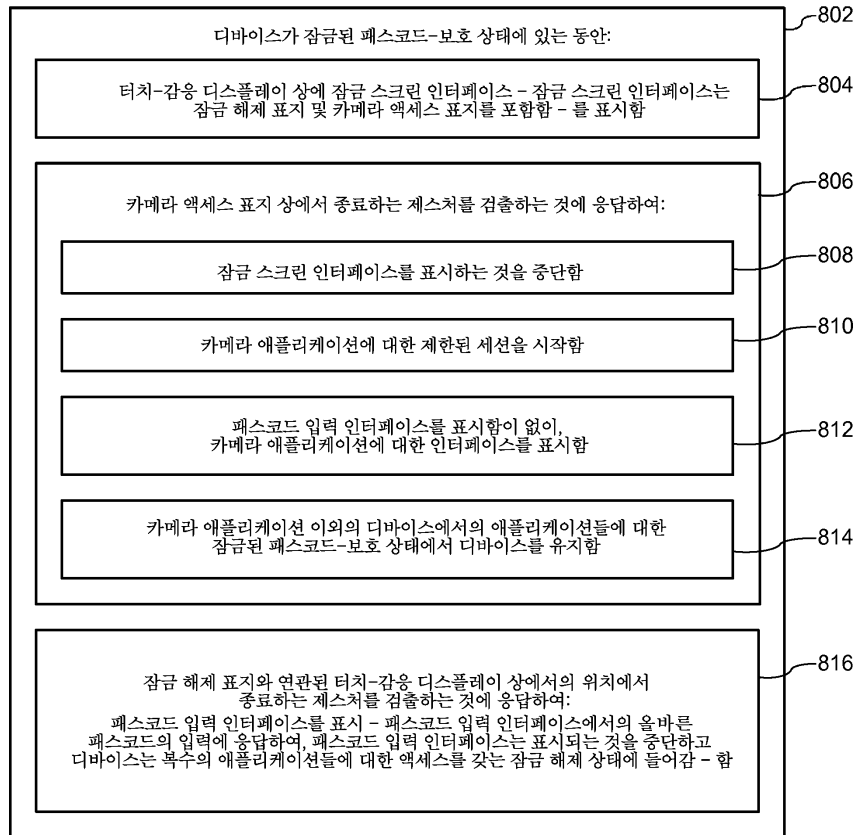 802
디바이스가 잠금된 패스코드-보호 상태에 있는 동안:
804
터치-감응 디스플레이 상에 잠금 스크린 인터페이스 - 잠금 스크린 인터페이스는
잠금 해제 표지 및 카메라 액세스 표지를 포함함 - 를 표시함
806
카메라 액세스 표지 상에서 종료하는 제스처를 검출하는 것에 응답하여:
808
잠금 스크린 인터페이스를 표시하는 것을 중단함
810
카메라 애플리케이션에 대한 제한된 세션을 시작함
812
패스코드 입력 인터페이스를 표시함이 없이,
카메라 애플리케이션에 대한 인터페이스를 표시함
814
카메라 애플리케이션 이외의 디바이스에서의 애플리케이션들에 대한
잠금된 패스코드-보호 상태에서 디바이스를 유지함
816
잠금 해제 표지와 연관된 터치-감응 디스플레이 상에서의 위치에서
종료하는 제스처를 검출하는 것에 응답하여:
패스코드 입력 인터페이스를 표시 - 패스코드 입력 인터페이스에서의 올바른
패스코드의 입력에 응답하여, 패스코드 입력 인터페이스는 표시되는 것을 중단하고
디바이스는 복수의 애플리케이션들에 대한 액세스를 갖는 잠금 해제 상태에 들어감 - 함